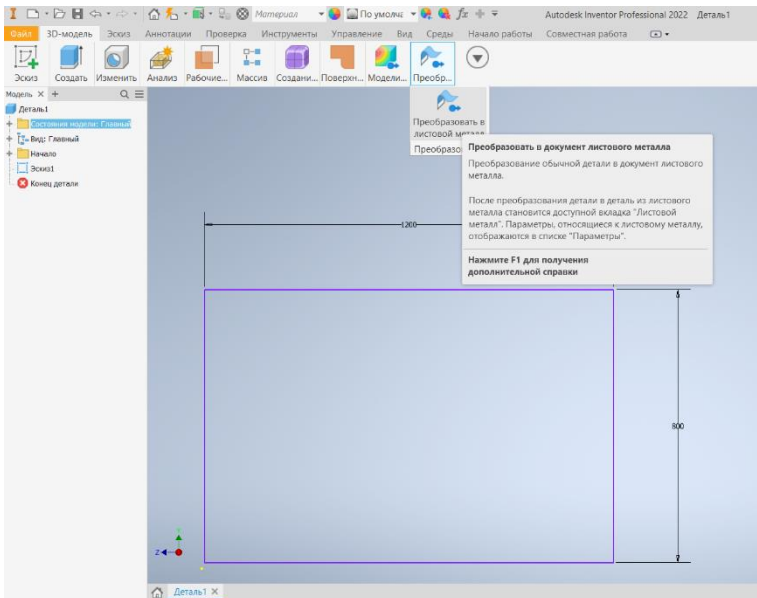 Материал
По умолч
Autodesk Inventor Professional 2022 Деталь1
Файл 3D-модель Эскиз Аннотации Проверка Инструменты Управление Вид Среды Начало работы Совместная работа
Эскиз Создать Изменить Анализ Рабочие... Массив Создани... Поверхн... Модели... Преобр...
Модель × +
Деталь1
Состояния модели: Главный
Вид: Главный
Начало
Эскиз1
Конец детали
Преобразовать в
листовой металл
Преобразо
Преобразовать в документ листового металла
Преобразование обычной детали в документ листового
металла.
После преобразования детали в деталь из листового
металла становится доступной вкладка "Листовой
металл". Параметры, относящиеся к листовому металлу,
отображаются в списке "Параметры".
Нажмите F1 для получения
дополнительной справки
1200
800
Z
Деталь1 ×